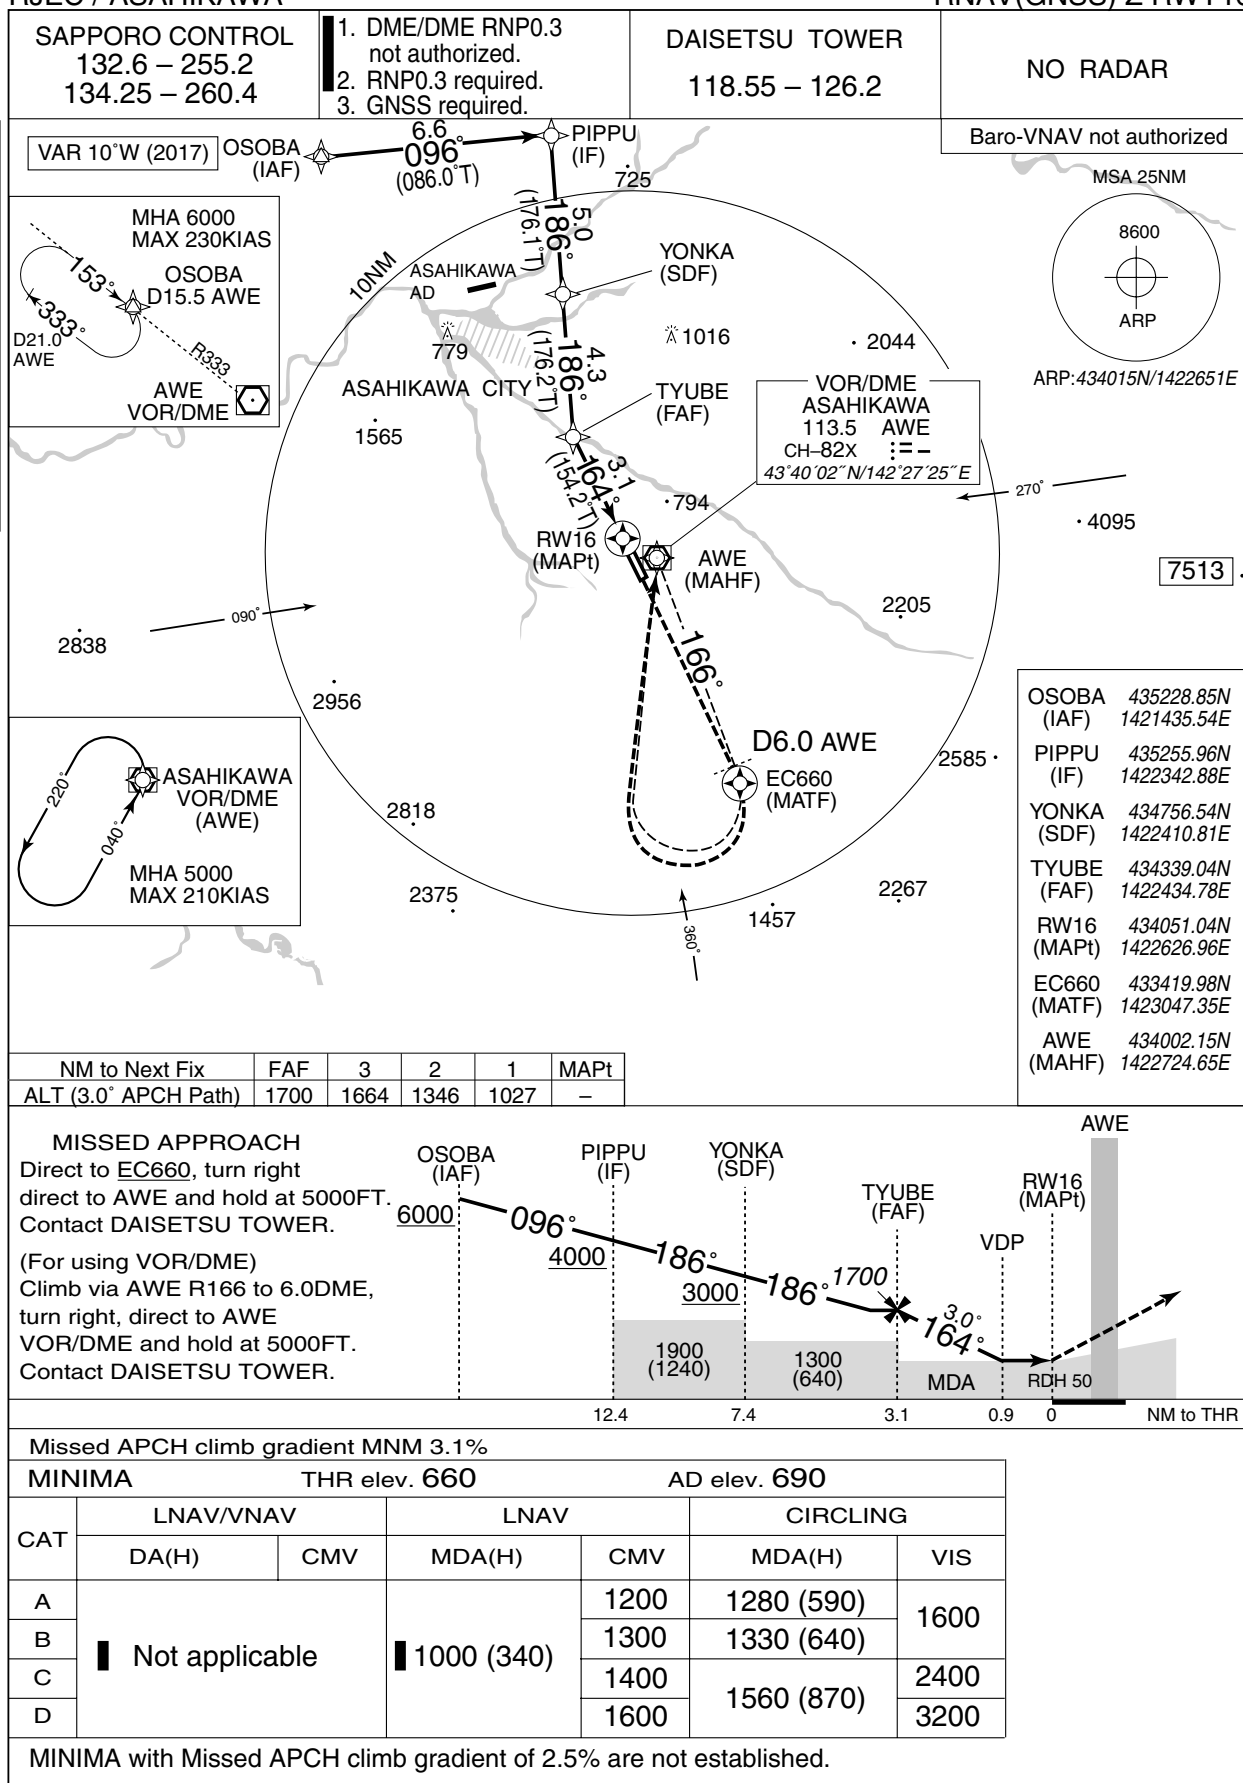 RJEC / ASAHIKAWA
RNAV(GNSS) Z RWY16
SAPPORO CONTROL
132.6 – 255.2
134.25 – 260.4
1. DME/DME RNP0.3
not authorized.
2. RNP0.3 required.
3. GNSS required.
DAISETSU TOWER
118.55 – 126.2
NO RADAR
Baro-VNAV not authorized
VAR 10˚W (2017)
OSOBA
(IAF)
6.6
096˚
(086.0˚T)
PIPPU
(IF)
725
MSA 25NM
8600
ARP
ARP:434015N/1422651E
MHA 6000
MAX 230KIAS
OSOBA
D15.5 AWE
153˚
333˚
D21.0
AWE
R333
AWE
VOR/DME
5.0
186˚
(176.1˚T)
YONKA
(SDF)
10NM
ASAHIKAWA
AD
779
1016
2044
ASAHIKAWA CITY
4.3
186˚
(176.2˚T)
TYUBE
(FAF)
1565
VOR/DME
ASAHIKAWA
113.5 AWE
CH–82X
43˚40´02˝N/142˚27´25˝E
3.1
164˚
(154.2˚T)
794
270˚
4095
RW16
(MAPt)
AWE
(MAHF)
7513
2205
090˚
2838
166˚
2956
D6.0 AWE
EC660
(MATF)
2585
220˚
040˚
ASAHIKAWA
VOR/DME
(AWE)
MHA 5000
MAX 210KIAS
2818
2375
2267
1457
360˚
OSOBA 435228.85N
(IAF) 1421435.54E
PIPPU 435255.96N
(IF) 1422342.88E
YONKA 434756.54N
(SDF) 1422410.81E
TYUBE 434339.04N
(FAF) 1422434.78E
RW16 434051.04N
(MAPt) 1422626.96E
EC660 433419.98N
(MATF) 1423047.35E
AWE 434002.15N
(MAHF) 1422724.65E
NM to Next Fix FAF 3 2 1 MAPt
ALT (3.0˚ APCH Path) 1700 1664 1346 1027 –
MISSED APPROACH
Direct to EC660, turn right
direct to AWE and hold at 5000FT.
Contact DAISETSU TOWER.
(For using VOR/DME)
Climb via AWE R166 to 6.0DME,
turn right, direct to AWE
VOR/DME and hold at 5000FT.
Contact DAISETSU TOWER.
OSOBA
(IAF)
PIPPU
(IF)
YONKA
(SDF)
TYUBE
(FAF)
VDP
RW16
(MAPt)
AWE
6000
096˚
4000
186˚
3000
186˚
1700
3.0˚
164˚
1900
(1240)
1300
(640)
MDA
RDH 50
12.4 7.4 3.1 0.9 0 NM to THR
Missed APCH climb gradient MNM 3.1%
MINIMA THR elev. 660 AD elev. 690
CAT LNAV/VNAV LNAV CIRCLING
DA(H) CMV MDA(H) CMV MDA(H) VIS
A 1200 1280 (590) 1600
B Not applicable 1000 (340) 1300 1330 (640)
C 1400 1560 (870) 2400
D 1600 3200
MINIMA with Missed APCH climb gradient of 2.5% are not established.